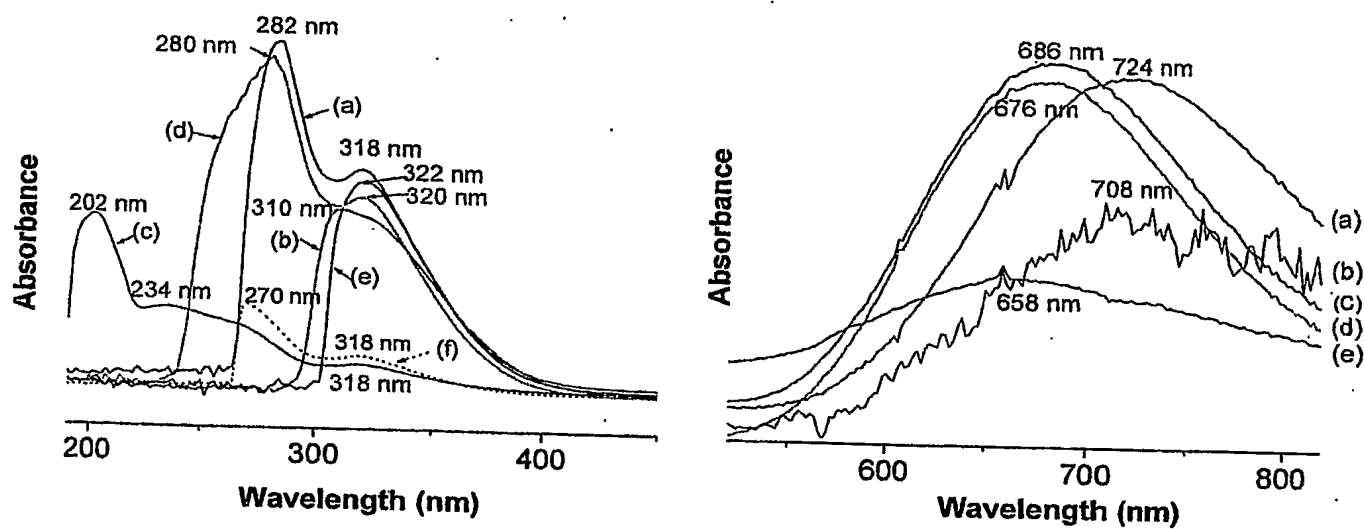 282 nm
280 nm
(a)
(d)
318 nm
322 nm
320 nm
202 nm
310 nm
(c)
(b)
(e)
234 nm
270 nm
318 nm
(f)
318 nm
Absorbance
200
300
400
Wavelength (nm)
686 nm
724 nm
676 nm
708 nm
(a)
(b)
(c)
(d)
(e)
658 nm
Absorbance
600
700
800
Wavelength (nm)